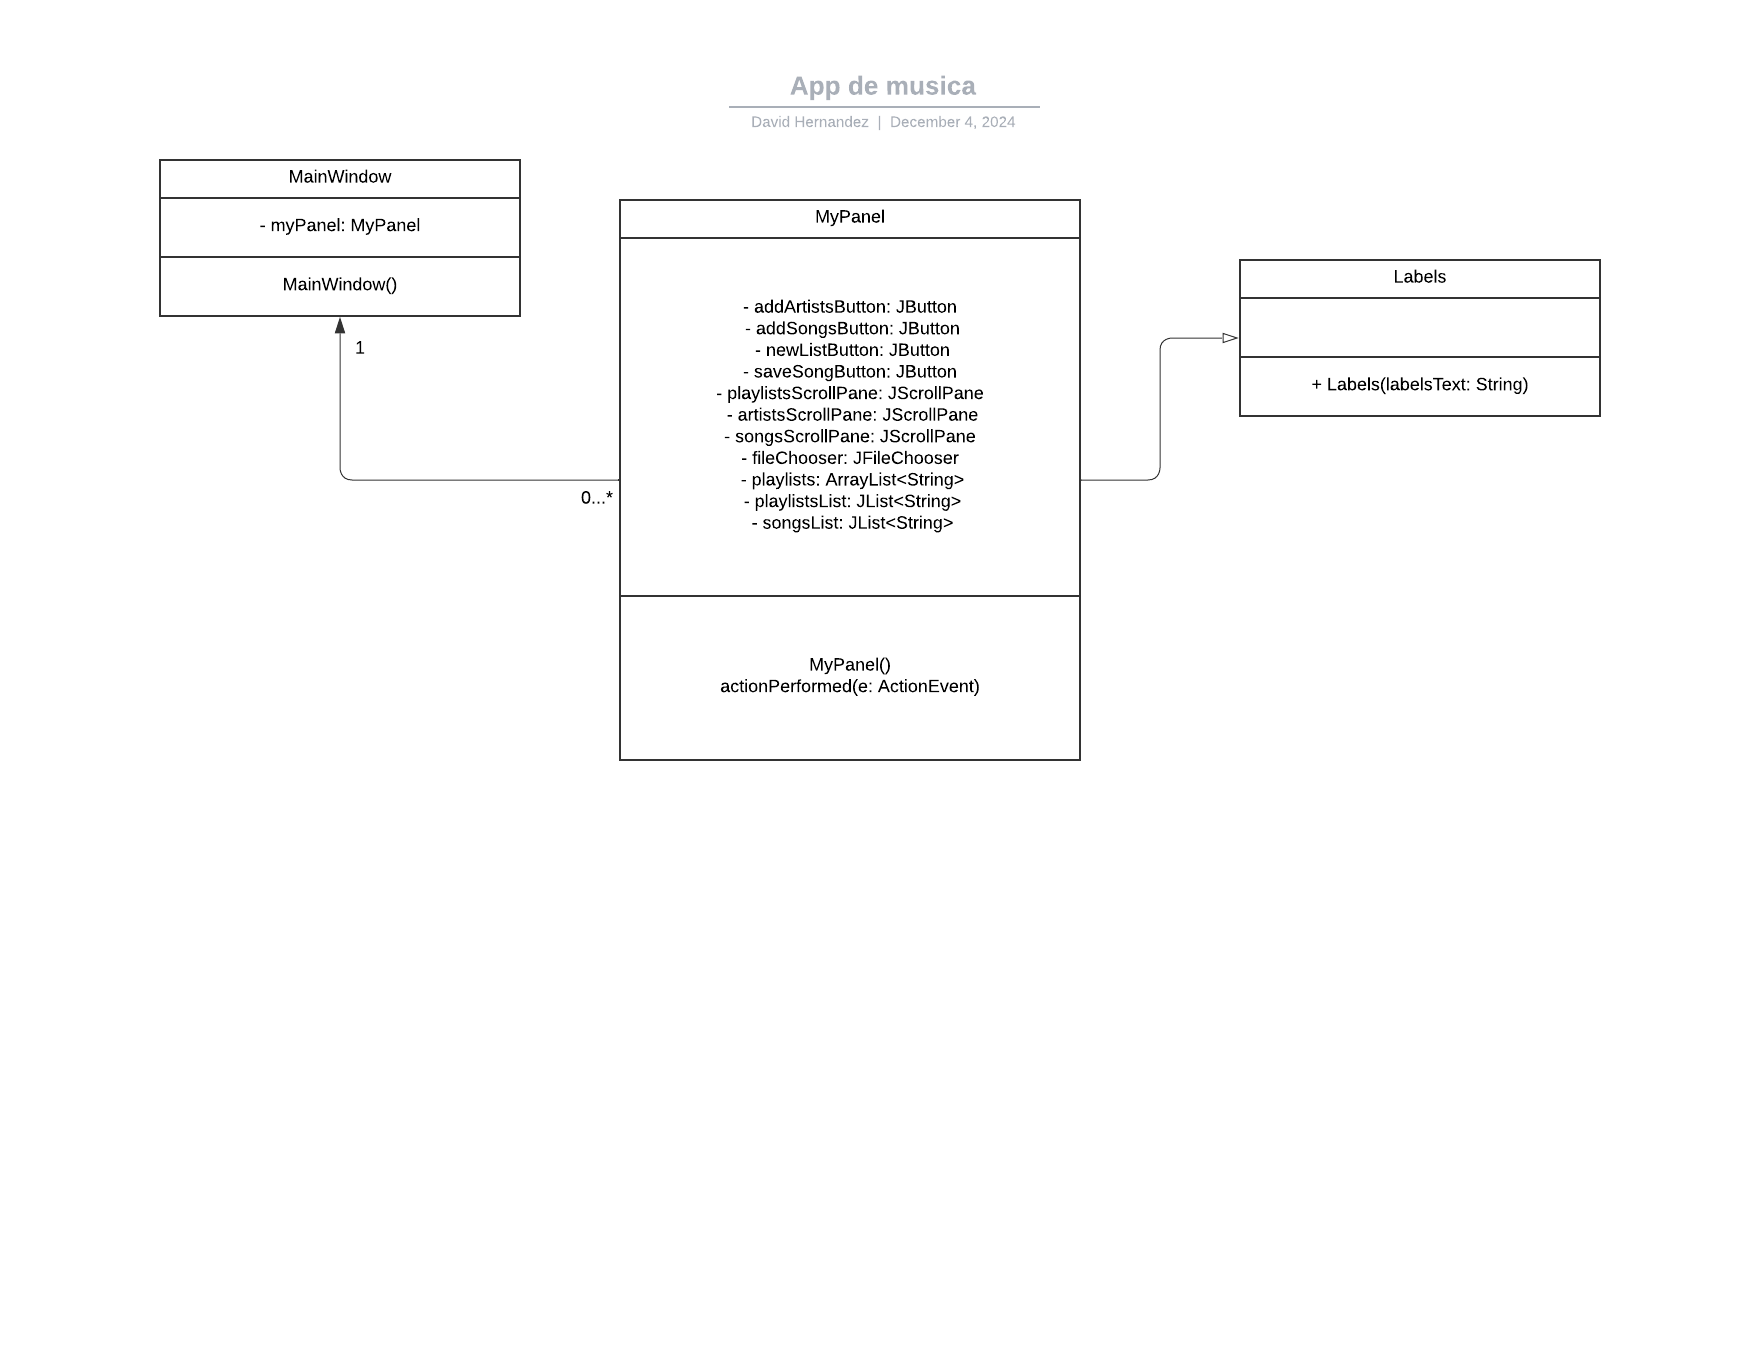 App de musica
David Hernandez | December 4, 2024
MainWindow
- myPanel: MyPanel
MainWindow()
1
0...*
MyPanel
- addArtistsButton: JButton
- addSongsButton: JButton
- newListButton: JButton
- saveSongButton: JButton
- playlistsScrollPane: JScrollPane
- artistsScrollPane: JScrollPane
- songsScrollPane: JScrollPane
- fileChooser: JFileChooser
- playlists: ArrayList<String>
- playlistsList: JList<String>
- songsList: JList<String>
MyPanel()
actionPerformed(e: ActionEvent)
Labels
+ Labels(labelsText: String)